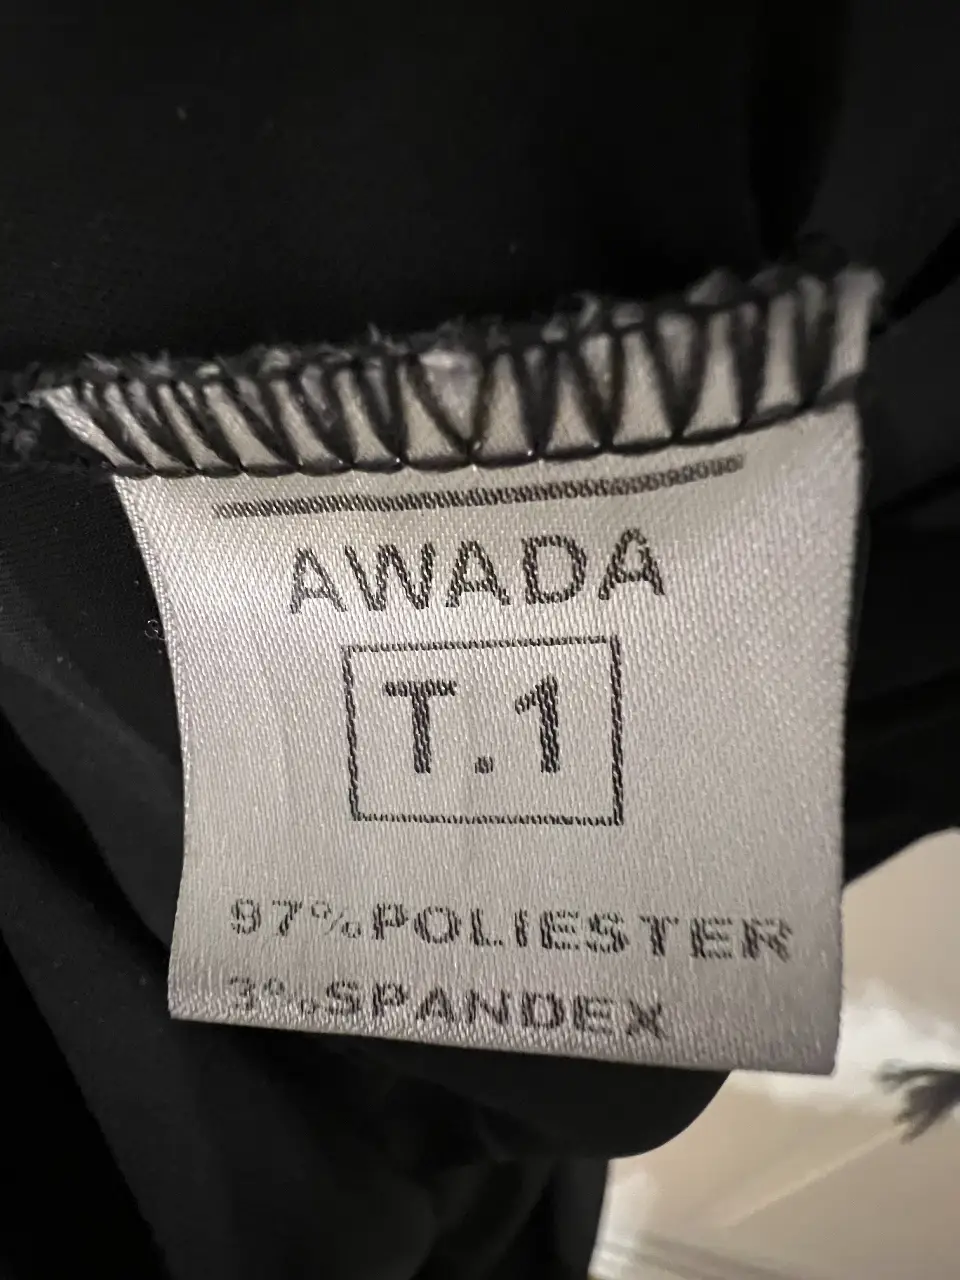 AWADA
T.1
97%POLIESTER
3%SPANDEX